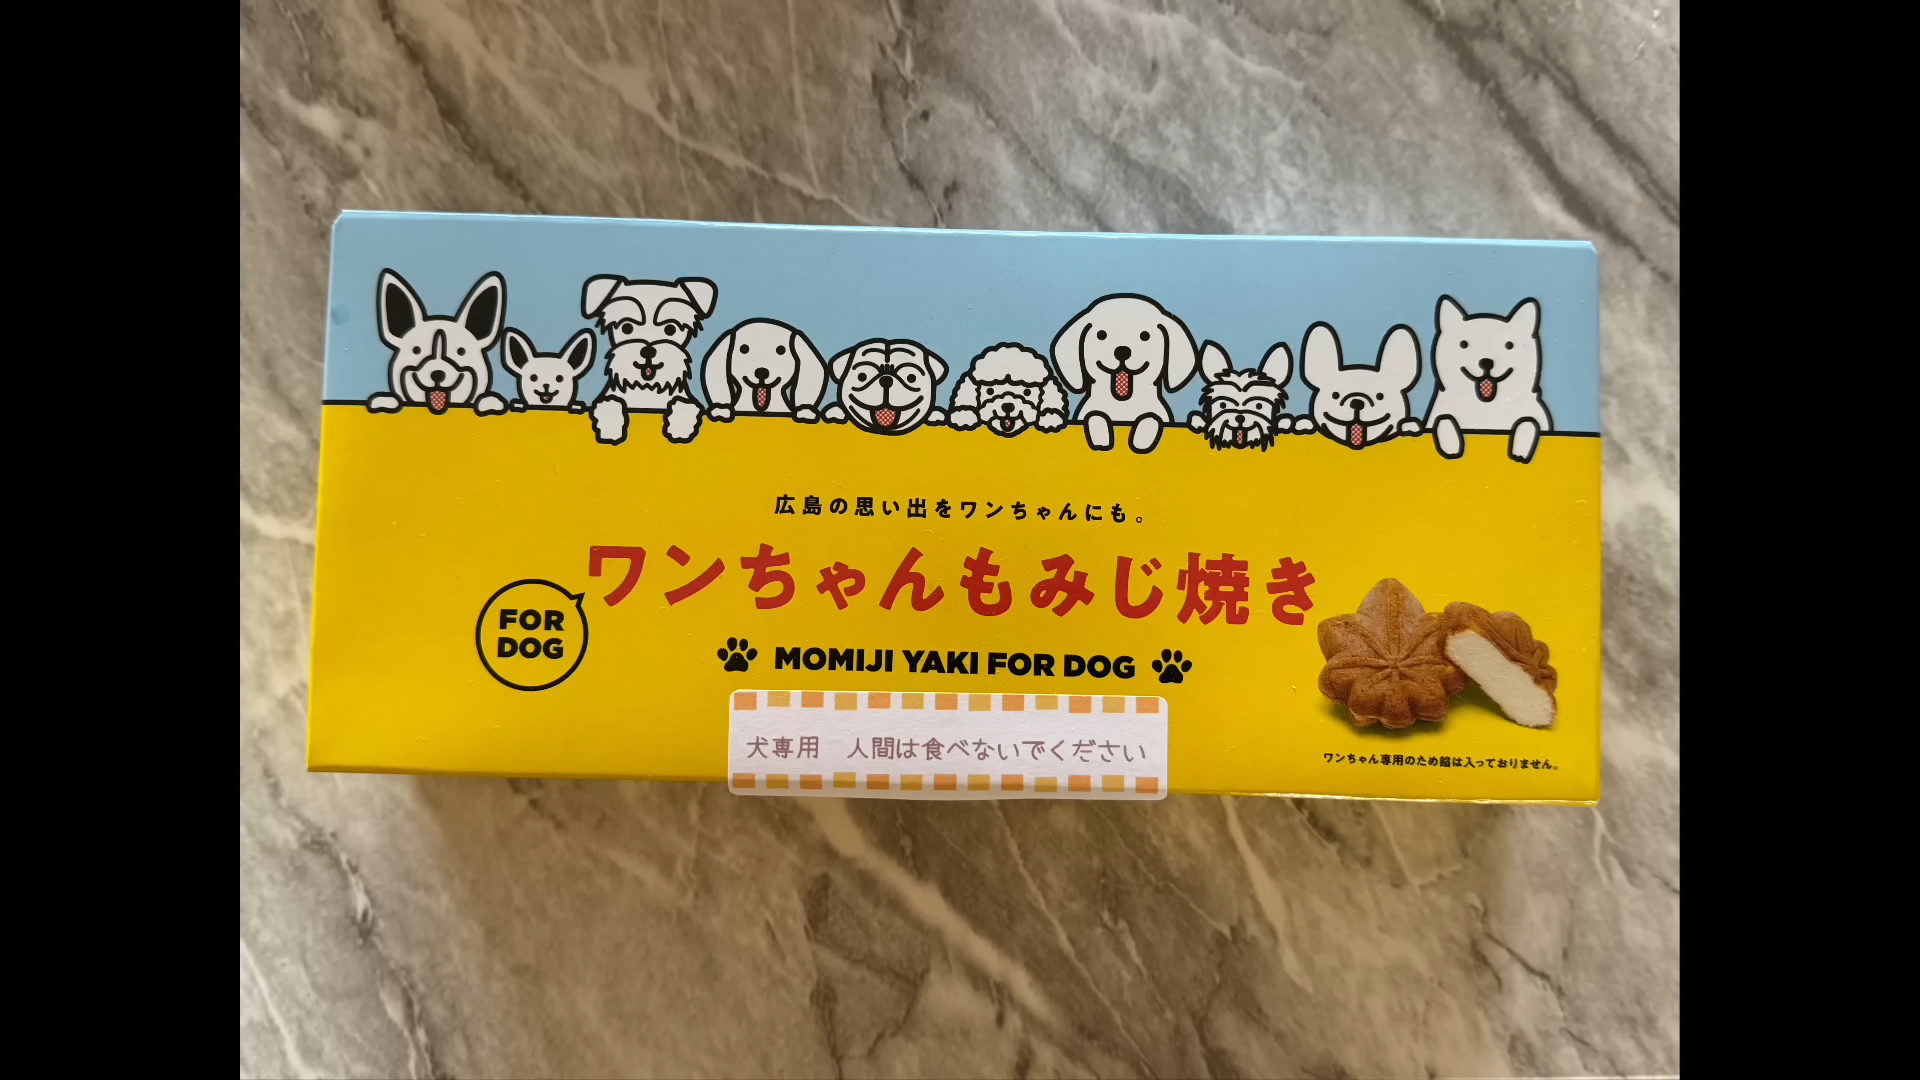 広島の思い出をワンちゃんにも。
ワンちゃんもみじ焼き
FOR
DOG
MOMIJI YAKI FOR DOG
犬専用 人間は食べないでください
ワンちゃん専用のため餡は入っておりません。